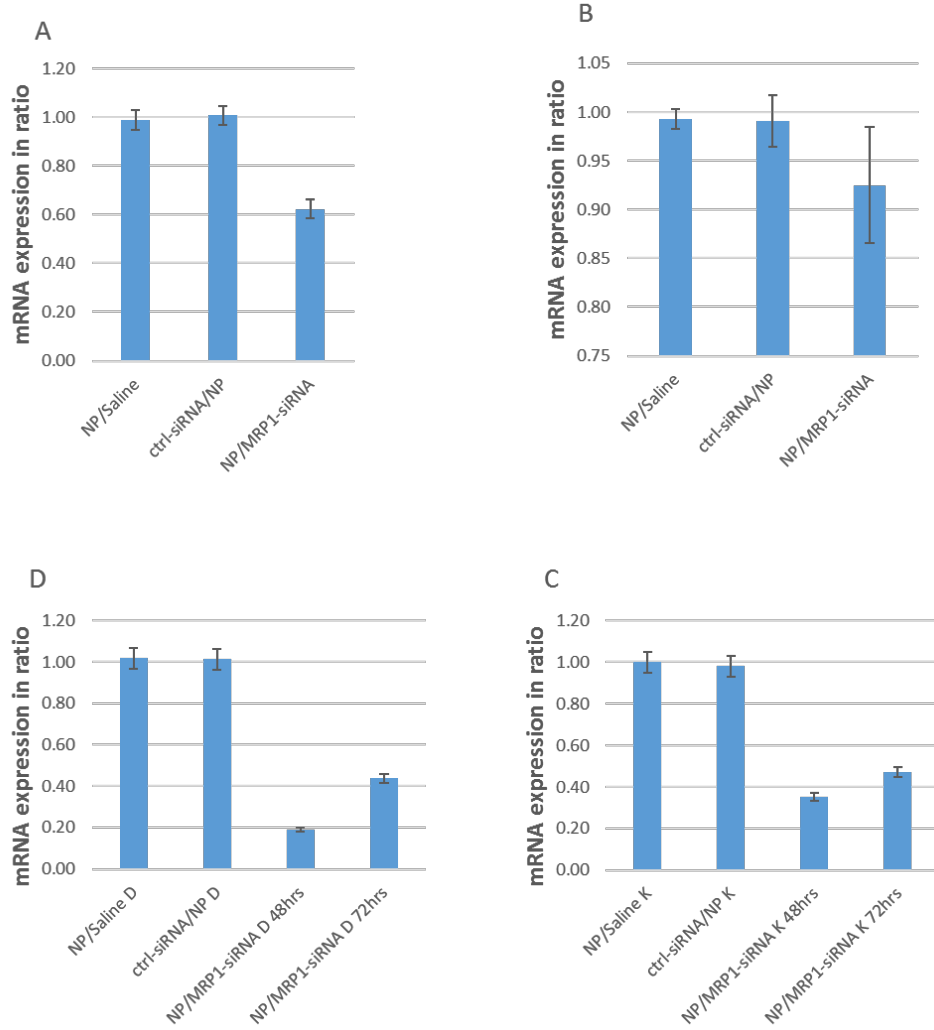 A
mRNA expression in ratio
1.20
1.00
0.80
0.60
0.40
0.20
0.00
NP/Saline
ctrl-siRNA/NP
NP/MRP1-siRNA
B
mRNA expression in ratio
1.05
1.00
0.95
0.90
0.85
0.80
0.75
NP/Saline
ctrl-siRNA/NP
NP/MRP1-siRNA
D
mRNA expression in ratio
1.20
1.00
0.80
0.60
0.40
0.20
0.00
NP/Saline D
ctrl-siRNA/NP D
NP/MRP1-siRNA D 48hrs
NP/MRP1-siRNA D 72hrs
C
mRNA expression in ratio
1.20
1.00
0.80
0.60
0.40
0.20
0.00
NP/Saline K
ctrl-siRNA/NP K
NP/MRP1-siRNA K 48hrs
NP/MRP1-siRNA K 72hrs